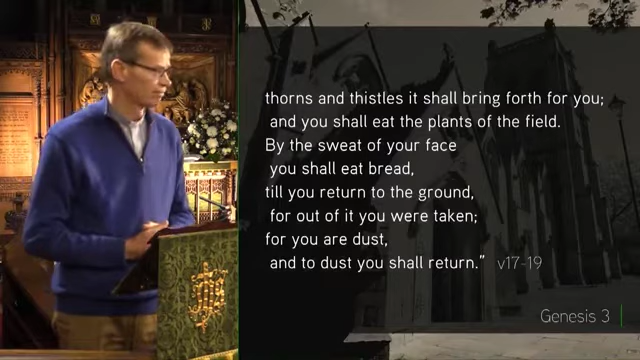 thorns and thistles it shall bring forth for you;
and you shall eat the plants of the field.
By the sweat of your face
you shall eat bread,
till you return to the ground,
for out of it you were taken;
for you are dust,
and to dust you shall return.” v17-19
Genesis 3